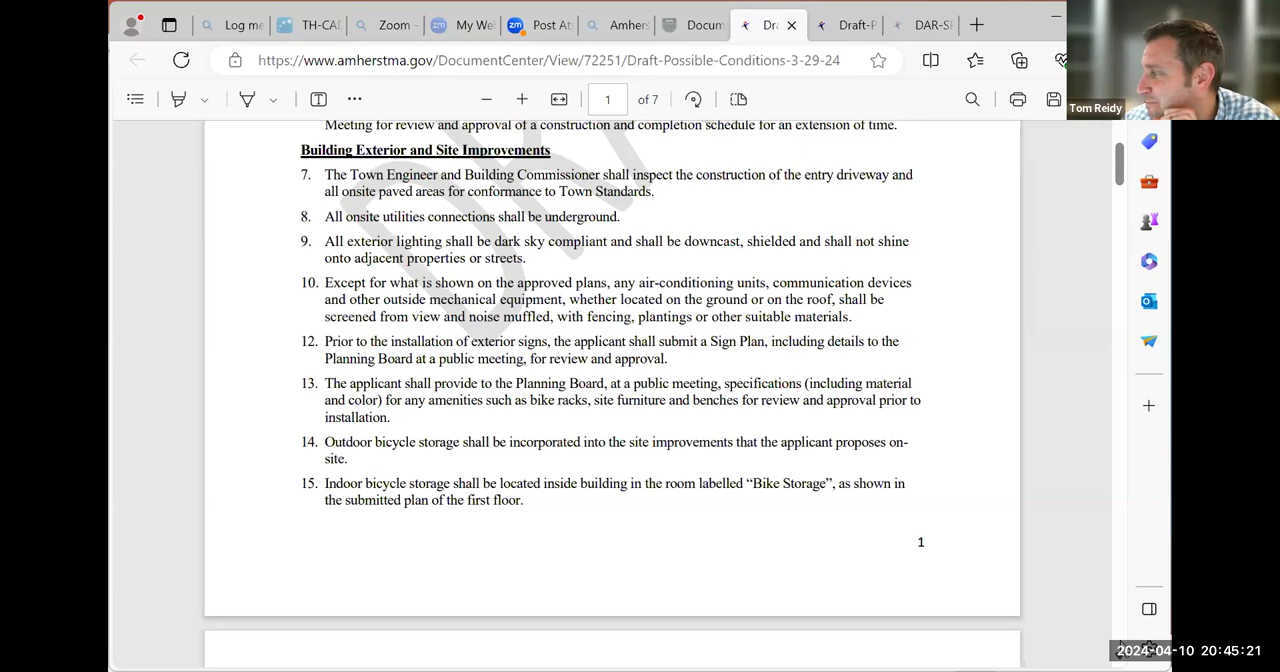 Log me
TH-CAD
Zoom -
My We
Post At
Amhers
Docum
Dra
Draft-P
DAR-SP
https://www.amherstma.gov/DocumentCenter/View/72251/Draft-Possible-Conditions-3-29-24
1 of 7
Tom Reidy
Meeting for review and approval of a construction and completion schedule for an extension of time.
Building Exterior and Site Improvements
7. The Town Engineer and Building Commissioner shall inspect the construction of the entry driveway and
all onsite paved areas for conformance to Town Standards.
8. All onsite utilities connections shall be underground.
9. All exterior lighting shall be dark sky compliant and shall be downcast, shielded and shall not shine
onto adjacent properties or streets.
10. Except for what is shown on the approved plans, any air-conditioning units, communication devices
and other outside mechanical equipment, whether located on the ground or on the roof, shall be
screened from view and noise muffled, with fencing, plantings or other suitable materials.
12. Prior to the installation of exterior signs, the applicant shall submit a Sign Plan, including details to the
Planning Board at a public meeting, for review and approval.
13. The applicant shall provide to the Planning Board, at a public meeting, specifications (including material
and color) for any amenities such as bike racks, site furniture and benches for review and approval prior to
installation.
14. Outdoor bicycle storage shall be incorporated into the site improvements that the applicant proposes on-
site.
15. Indoor bicycle storage shall be located inside building in the room labelled “Bike Storage”, as shown in
the submitted plan of the first floor.
1
2024-04-10 20:45:21